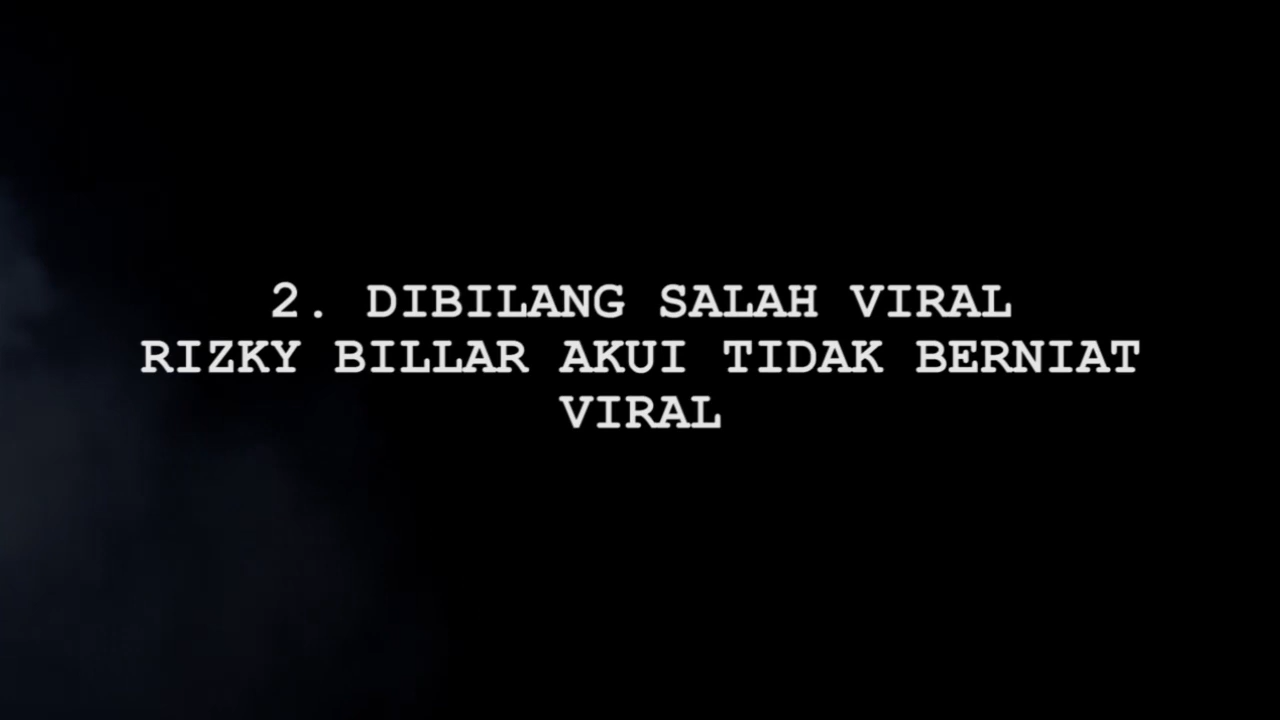 2. DIBILANG SALAH VIRAL
RIZKY BILLAR AKUI TIDAK BERNIAT
VIRAL